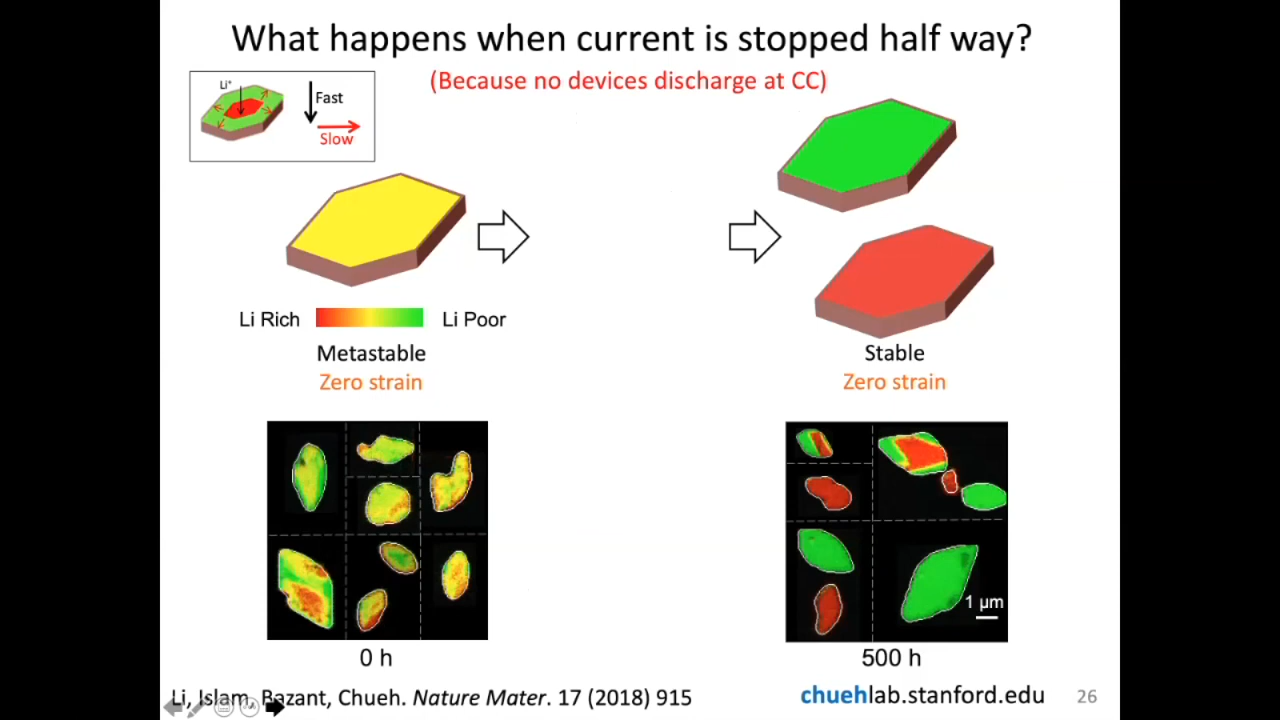 What happens when current is stopped half way?
(Because no devices discharge at CC)
Li⁺
Fast
Slow
Li Rich
Li Poor
Metastable
Zero strain
Stable
Zero strain
1 µm
0 h
500 h
Li, Islam, Bazant, Chueh. Nature Mater. 17 (2018) 915
chuehlab.stanford.edu
26